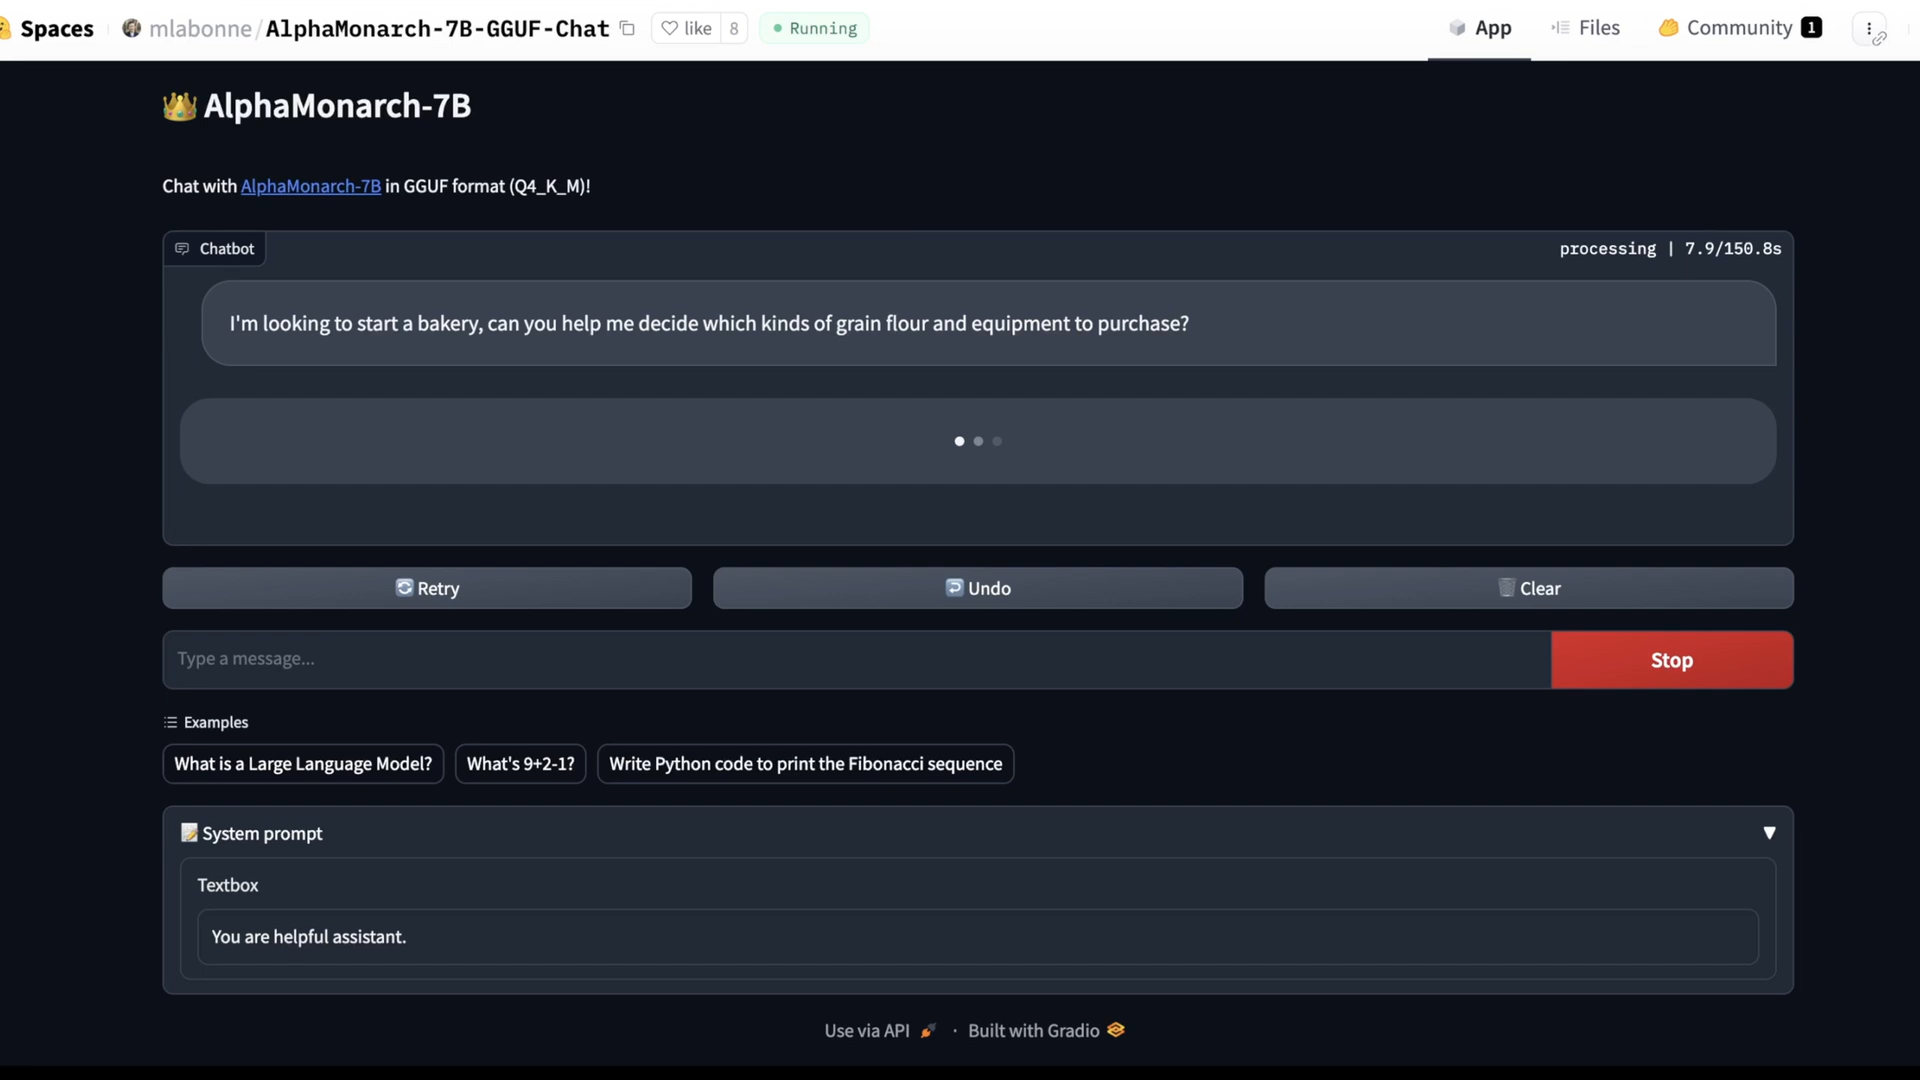 Spaces mlabonne/AlphaMonarch-7B-GGUF-Chat like 8 Running App Files Community 1
AlphaMonarch-7B
Chat with AlphaMonarch-7B in GGUF format (Q4_K_M)!
Chatbot processing | 7.9/150.8s
I'm looking to start a bakery, can you help me decide which kinds of grain flour and equipment to purchase?
Retry Undo Clear
Type a message... Stop
Examples
What is a Large Language Model? What's 9+2-1? Write Python code to print the Fibonacci sequence
System prompt
Textbox
You are helpful assistant.
Use via API · Built with Gradio